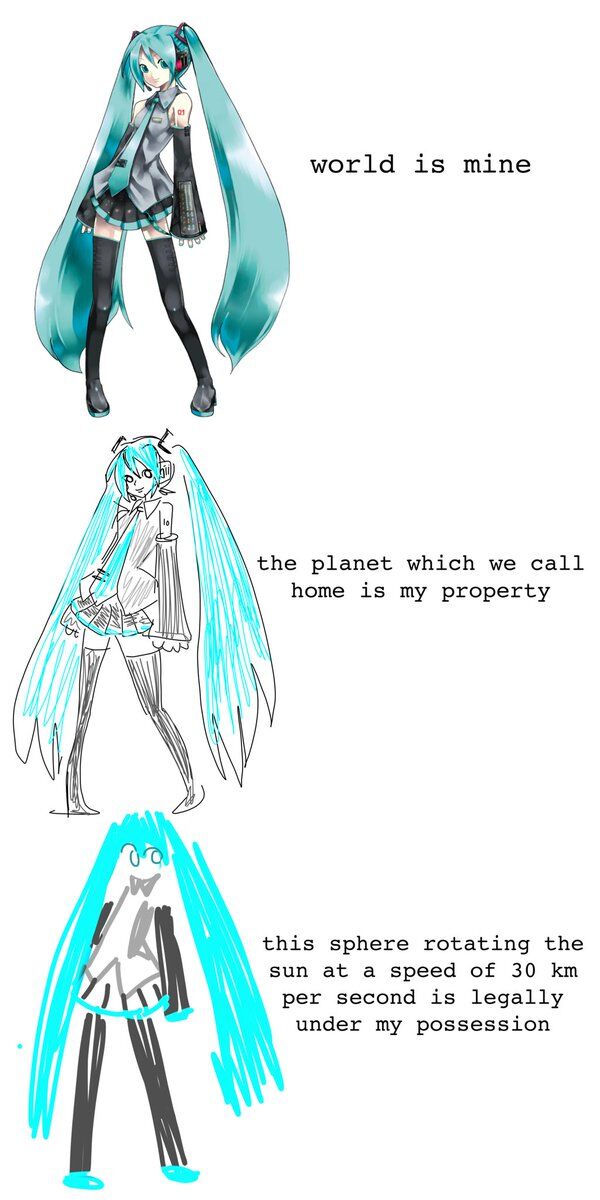 01
world is mine
the planet which we call
home is my property
this sphere rotating the
sun at a speed of 30 km
per second is legally
under my possession